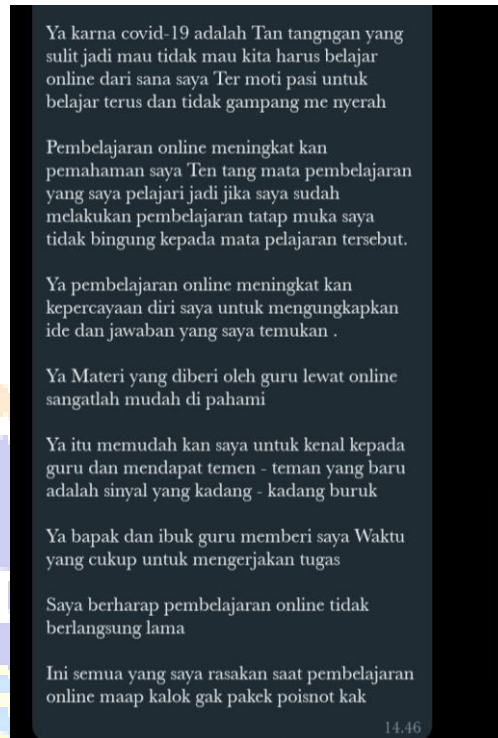 Ya karna covid-19 adalah Tan tangngan yang
sulit jadi mau tidak mau kita harus belajar
online dari sana saya Ter moti pasi untuk
belajar terus dan tidak gampang me nyerah
Pembelajaran online meningkat kan
pemahaman saya Ten tang mata pembelajaran
yang saya pelajari jadi jika saya sudah
melakukan pembelajaran tatap muka saya
tidak bingung kepada mata pelajaran tersebut.
Ya pembelajaran online meningkat kan
kepercayaan diri saya untuk mengungkapkan
ide dan jawaban yang saya temukan .
Ya Materi yang diberi oleh guru lewat online
sangatlah mudah di pahami
Ya itu memudah kan saya untuk kenal kepada
guru dan mendapat temen - teman yang baru
adalah sinyal yang kadang - kadang buruk
Ya bapak dan ibuk guru memberi saya Waktu
yang cukup untuk mengerjakan tugas
Saya berharap pembelajaran online tidak
berlangsung lama
Ini semua yang saya rasakan saat pembelajaran
online maap kalok gak pakek poisnot kak
14.46